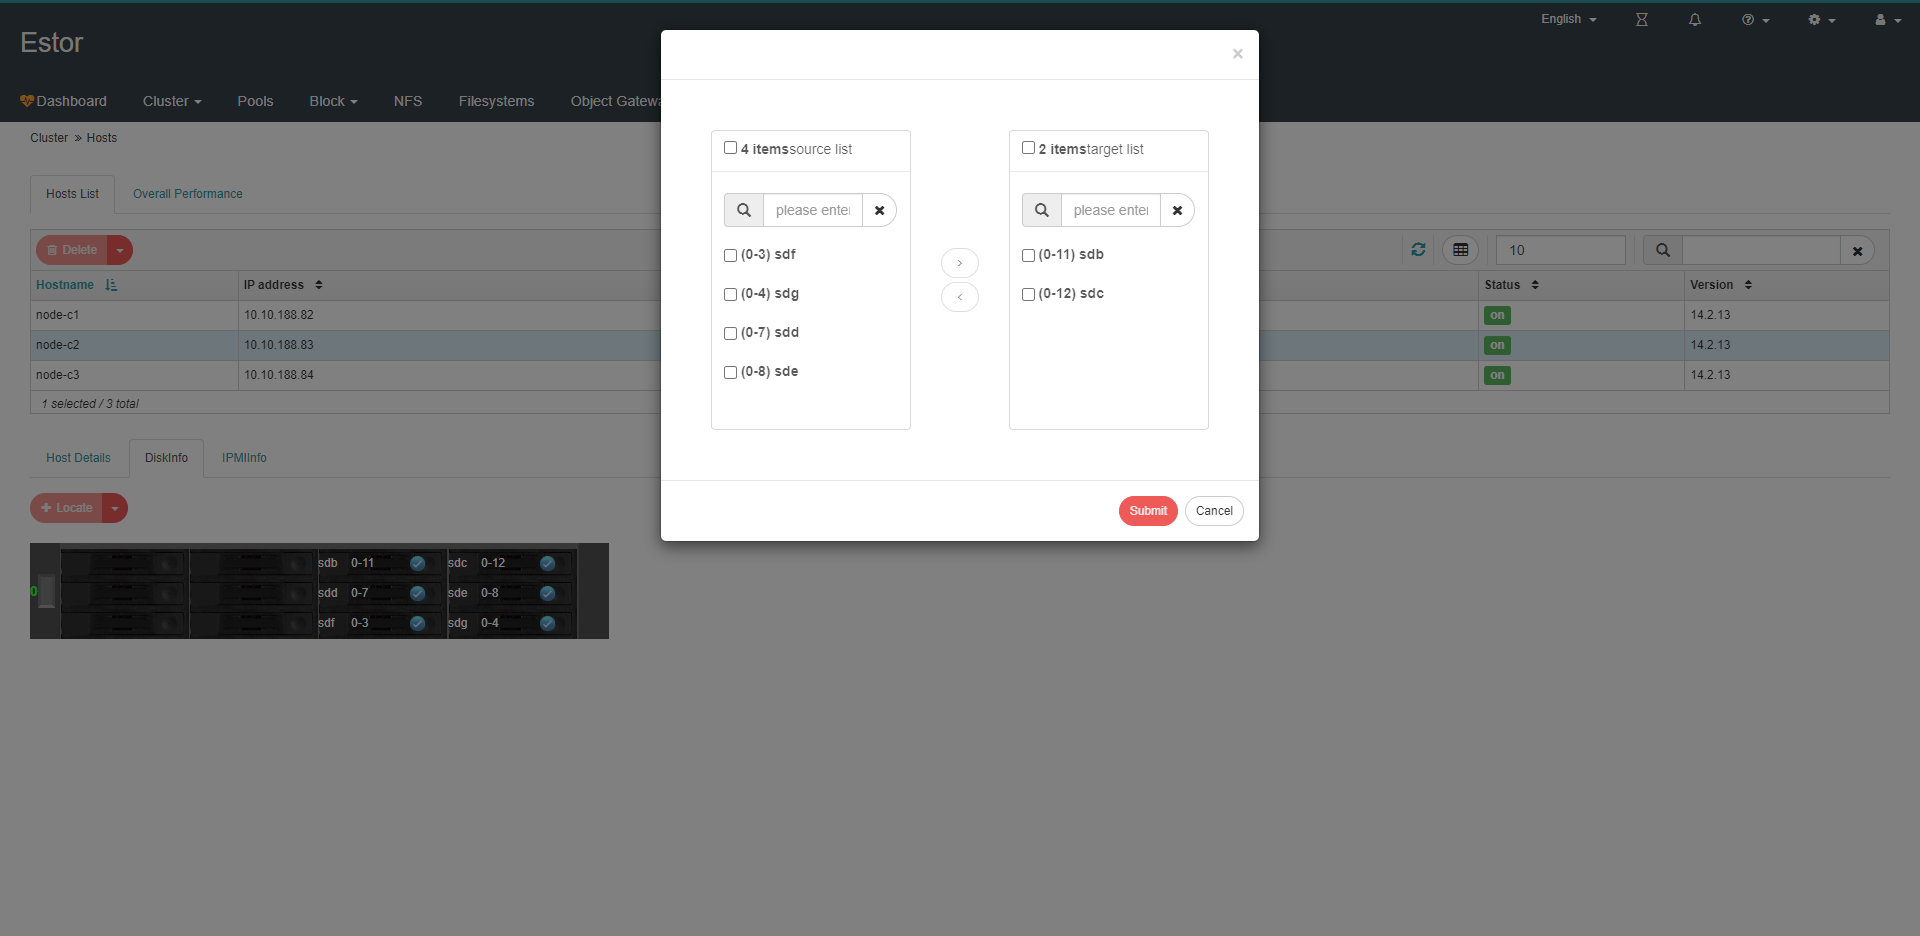 English
Estor
Dashboard Cluster Pools Block NFS Filesystems Object Gatewa
Cluster » Hosts
Hosts List Overall Performance
Delete
10
Hostname IP address Status Version
node-c1 10.10.188.82 on 14.2.13
node-c2 10.10.188.83 on 14.2.13
node-c3 10.10.188.84 on 14.2.13
1 selected / 3 total
Host Details DiskInfo IPMIInfo
Locate
0
sdb 0-11 sdc 0-12
sdd 0-7 sde 0-8
sdf 0-3 sdg 0-4
×
4 itemssource list
please enter
(0-3) sdf
(0-4) sdg
(0-7) sdd
(0-8) sde
>
<
2 itemstarget list
please enter
(0-11) sdb
(0-12) sdc
Submit Cancel